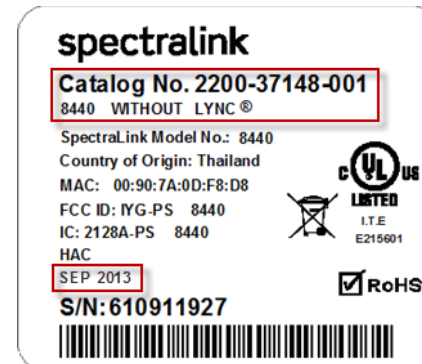 spectralink
Catalog No. 2200-37148-001
8440 WITHOUT LYNC ®
SpectraLink Model No.: 8440
Country of Origin: Thailand
MAC: 00:90:7A:0D:F8:D8
FCC ID: IYG-PS 8440
IC: 2128A-PS 8440
HAC
SEP 2013
S/N: 610911927
C UL US
LISTED
I.T.E
E215601
RoHS